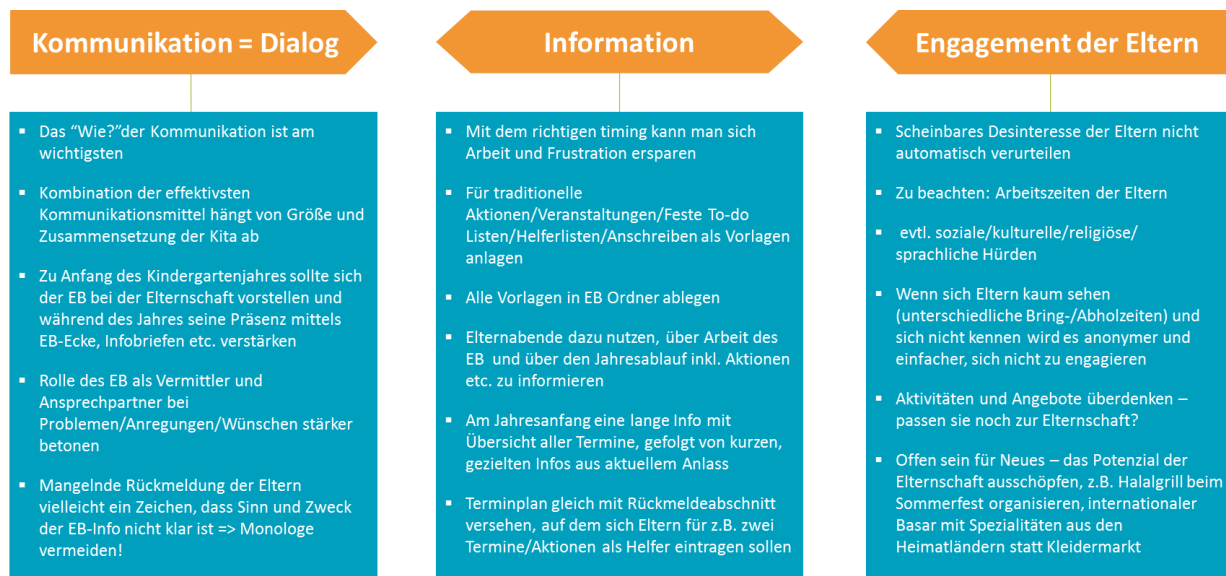 Kommunikation = Dialog
▪ Das “Wie?”der Kommunikation ist am
wichtigsten
▪ Kombination der effektivsten
Kommunikationsmittel hängt von Größe und
Zusammensetzung der Kita ab
▪ Zu Anfang des Kindergartenjahres sollte sich
der EB bei der Elternschaft vorstellen und
während des Jahres seine Präsenz mittels
EB-Ecke, Infobriefen etc. verstärken
▪ Rolle des EB als Vermittler und
Ansprechpartner bei
Problemen/Anregungen/Wünschen stärker
betonen
▪ Mangelnde Rückmeldung der Eltern
vielleicht ein Zeichen, dass Sinn und Zweck
der EB-Info nicht klar ist => Monologe
vermeiden!
Information
▪ Mit dem richtigen timing kann man sich
Arbeit und Frustration ersparen
▪ Für traditionelle
Aktionen/Veranstaltungen/Feste To-do
Listen/Helferlisten/Anschreiben als Vorlagen
anlagen
▪ Alle Vorlagen in EB Ordner ablegen
▪ Elternabende dazu nutzen, über Arbeit des
EB und über den Jahresablauf inkl. Aktionen
etc. zu informieren
▪ Am Jahresanfang eine lange Info mit
Übersicht aller Termine, gefolgt von kurzen,
gezielten Infos aus aktuellem Anlass
▪ Terminplan gleich mit Rückmeldeabschnitt
versehen, auf dem sich Eltern für z.B. zwei
Termine/Aktionen als Helfer eintragen sollen
Engagement der Eltern
▪ Scheinbares Desinteresse der Eltern nicht
automatisch verurteilen
▪ Zu beachten: Arbeitszeiten der Eltern
▪ evtl. soziale/kulturelle/religiöse/
sprachliche Hürden
▪ Wenn sich Eltern kaum sehen
(unterschiedliche Bring-/Abholzeiten) und
sich nicht kennen wird es anonymer und
einfacher, sich nicht zu engagieren
▪ Aktivitäten und Angebote überdenken –
passen sie noch zur Elternschaft?
▪ Offen sein für Neues – das Potenzial der
Elternschaft ausschöpfen, z.B. Halalgrill beim
Sommerfest organisieren, internationaler
Basar mit Spezialitäten aus den
Heimatländern statt Kleidermarkt